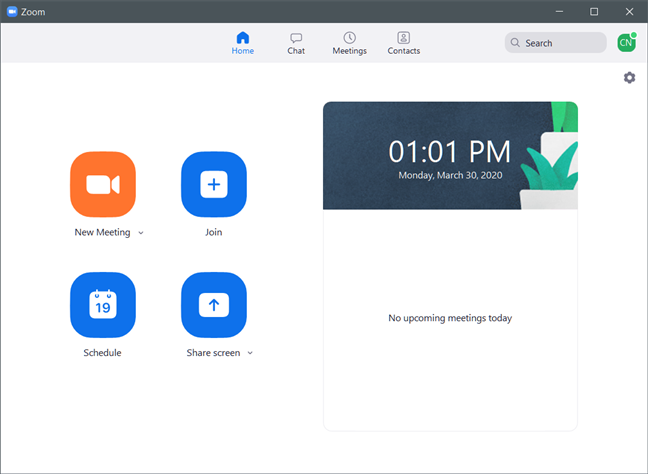 Zoom
Home
Chat
Meetings
Contacts
Search
CN
01:01 PM
Monday, March 30, 2020
New Meeting
Join
19
Schedule
Share screen
No upcoming meetings today